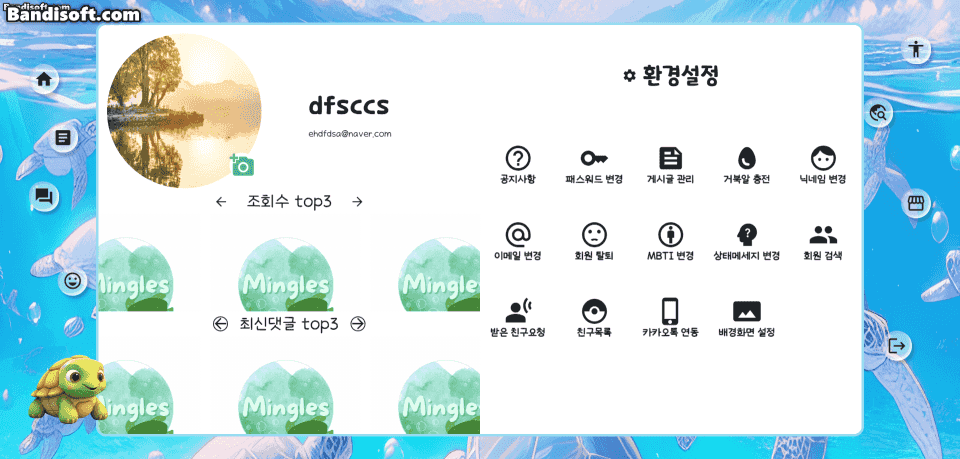 Bandisoft.com
Bandisoft.com
dfsccs
ehdfdsa@naver.com
← 조회수 top3 →
Mingles
Mingles
Mingles
최신댓글 top3
Mingles
Mingles
Mingles
환경설정
공지사항 패스워드 변경 게시글 관리 거북알 충전 닉네임 변경
이메일 변경 회원 탈퇴 MBTI 변경 상태메세지 변경 회원 검색
받은 친구요청 친구목록 카카오톡 연동 배경화면 설정